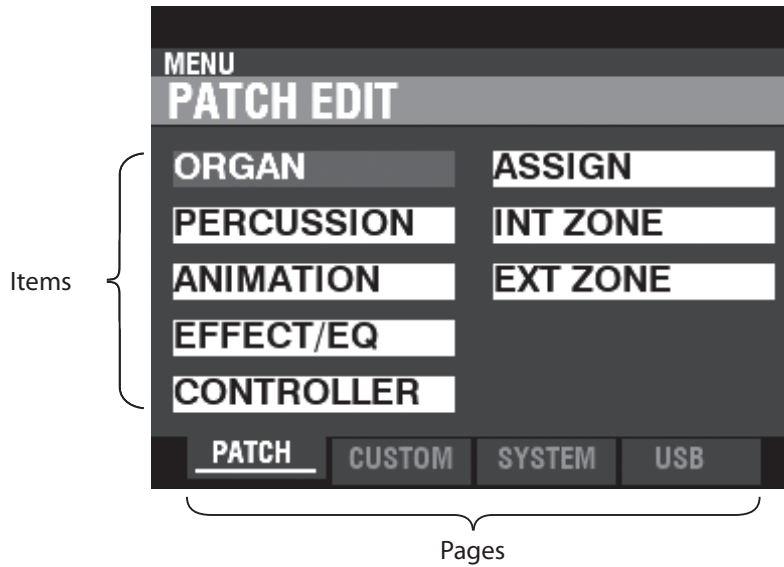 MENU
PATCH EDIT
ORGAN ASSIGN
PERCUSSION INT ZONE
Items ANIMATION EXT ZONE
EFFECT/EQ
CONTROLLER
PATCH CUSTOM SYSTEM USB
Pages